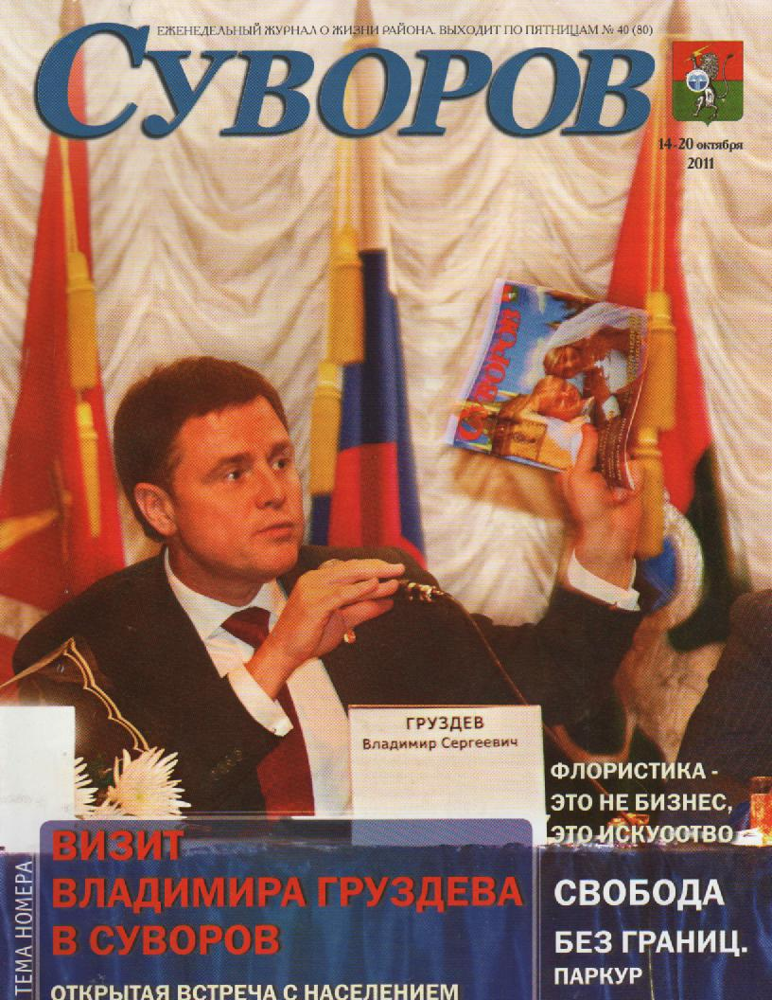 ЕЖЕНЕДЕЛЬНЫЙ ЖУРНАЛ О ЖИЗНИ РАЙОНА. ВЫХОДИТ ПО ПЯТНИЦАМ № 40 (80)
СУВОРОВ
14-20 октября
2011
СУВОРОВ
ГРУЗДЕВ
Владимир Сергеевич
ФЛОРИСТИКА -
ЭТО НЕ БИЗНЕС,
ЭТО ИСКУССТВО
ТЕМА НОМЕРА
ВИЗИТ
ВЛАДИМИРА ГРУЗДЕВА
В СУВОРОВ
ОТКРЫТАЯ ВСТРЕЧА С НАСЕЛЕНИЕМ
СВОБОДА
БЕЗ ГРАНИЦ.
ПАРКУР